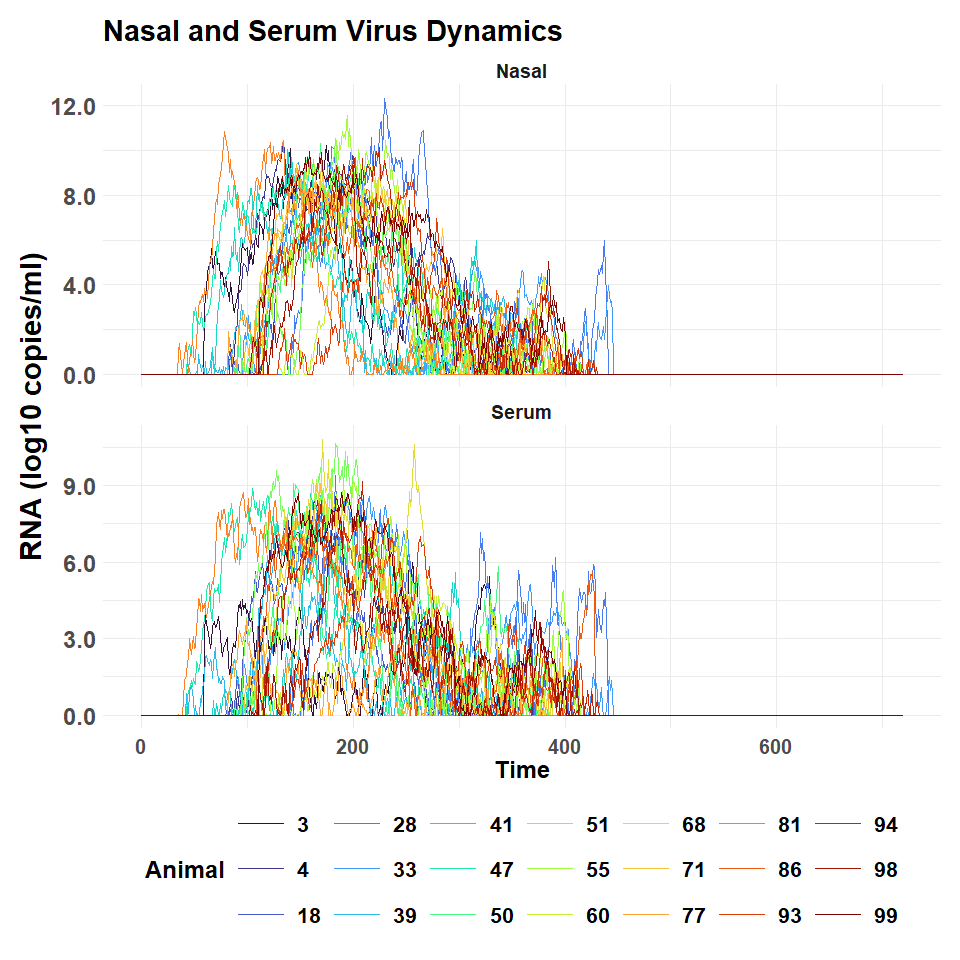 Nasal and Serum Virus Dynamics
Nasal
12.0
8.0
4.0
0.0
RNA (log10 copies/ml)
Serum
9.0
6.0
3.0
0.0
0 200 400 600
Time
3 28 41 51 68 81 94
Animal 4 33 47 55 71 86 98
18 39 50 60 77 93 99